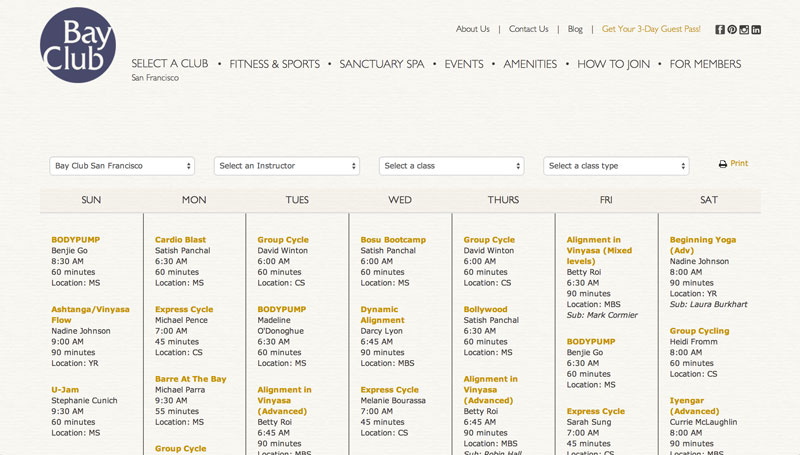 Bay
Club
About Us | Contact Us | Blog | Get Your 3-Day Guest Pass!
SELECT A CLUB • FITNESS & SPORTS • SANCTUARY SPA • EVENTS • AMENITIES • HOW TO JOIN • FOR MEMBERS
San Francisco
Bay Club San Francisco
Select an Instructor
Select a class
Select a class type
Print
SUN
MON
TUES
WED
THURS
FRI
SAT
BODYPUMP
Benjie Go
8:30 AM
60 minutes
Location: MS
Ashtanga/Vinyasa
Flow
Nadine Johnson
9:00 AM
90 minutes
Location: YR
U-Jam
Stephanie Cunich
9:30 AM
60 minutes
Location: MS
Cardio Blast
Satish Panchal
6:30 AM
60 minutes
Location: MS
Express Cycle
Michael Pence
7:00 AM
45 minutes
Location: CS
Barre At The Bay
Michael Parra
9:30 AM
55 minutes
Location: MS
Group Cycle
Group Cycle
David Winton
6:00 AM
60 minutes
Location: CS
BODYPUMP
Madeline
O'Donoghue
6:30 AM
60 minutes
Location: MS
Alignment in
Vinyasa
(Advanced)
Betty Roi
6:45 AM
90 minutes
Location: MBS
Bosu Bootcamp
Satish Panchal
6:00 AM
60 minutes
Location: MS
Dynamic
Alignment
Darcy Lyon
6:45 AM
90 minutes
Location: MBS
Express Cycle
Melanie Bourassa
7:00 AM
45 minutes
Location: CS
Group Cycle
David Winton
6:00 AM
60 minutes
Location: CS
Bollywood
Satish Panchal
6:30 AM
60 minutes
Location: MS
Alignment in
Vinyasa
(Advanced)
Betty Roi
6:45 AM
90 minutes
Location: MBS
Sub: Robin Hall
Alignment in
Vinyasa (Mixed
levels)
Betty Roi
6:30 AM
90 minutes
Location: MBS
Sub: Mark Cormier
BODYPUMP
Benjie Go
6:30 AM
60 minutes
Location: MS
Express Cycle
Sarah Sung
7:00 AM
45 minutes
Location: CS
Beginning Yoga
(Adv)
Nadine Johnson
8:00 AM
90 minutes
Location: YR
Sub: Laura Burkhart
Group Cycling
Heidi Fromm
8:00 AM
60 minutes
Location: CS
Iyengar
(Advanced)
Currie McLaughlin
8:00 AM
90 minutes
Location: MBS